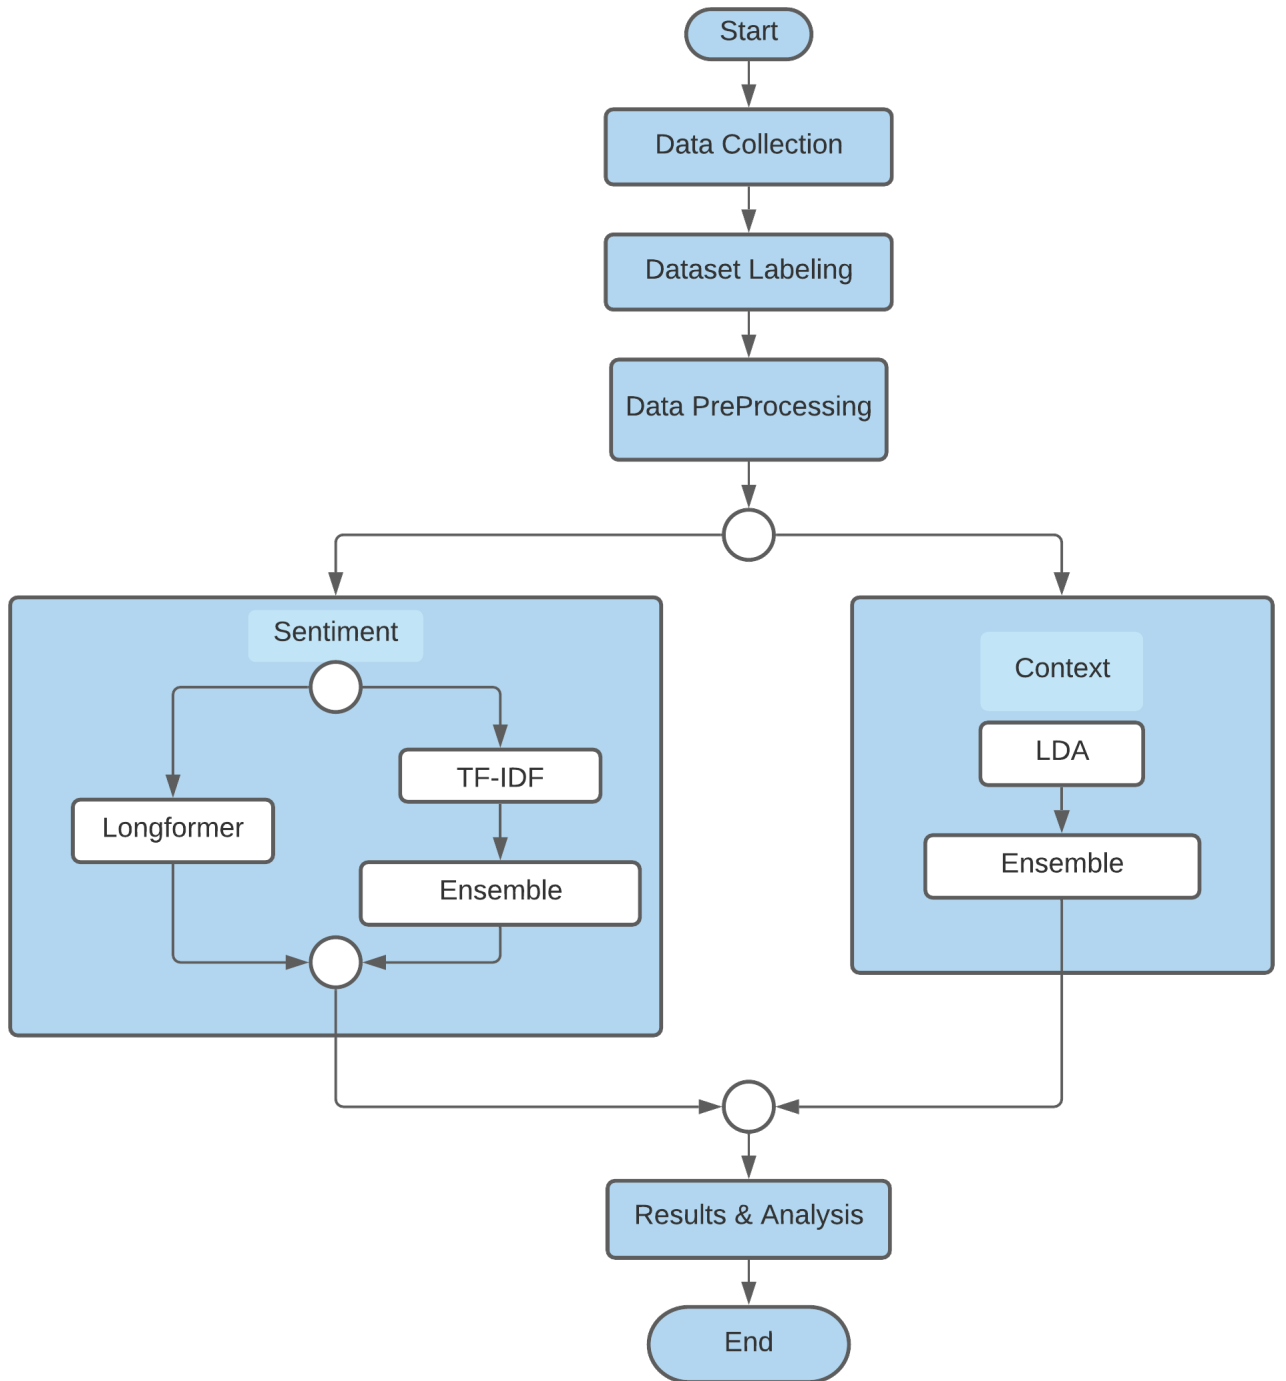 Start
Data Collection
Dataset Labeling
Data PreProcessing
Sentiment
Longformer
TF-IDF
Ensemble
Context
LDA
Ensemble
Results & Analysis
End